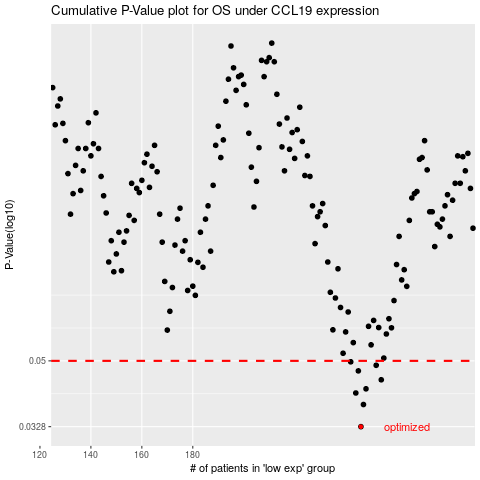 Cumulative P-Value plot for OS under CCL19 expression
P-Value(log10)
0.05
0.0328
optimized
120 140 160 180
# of patients in 'low exp' group